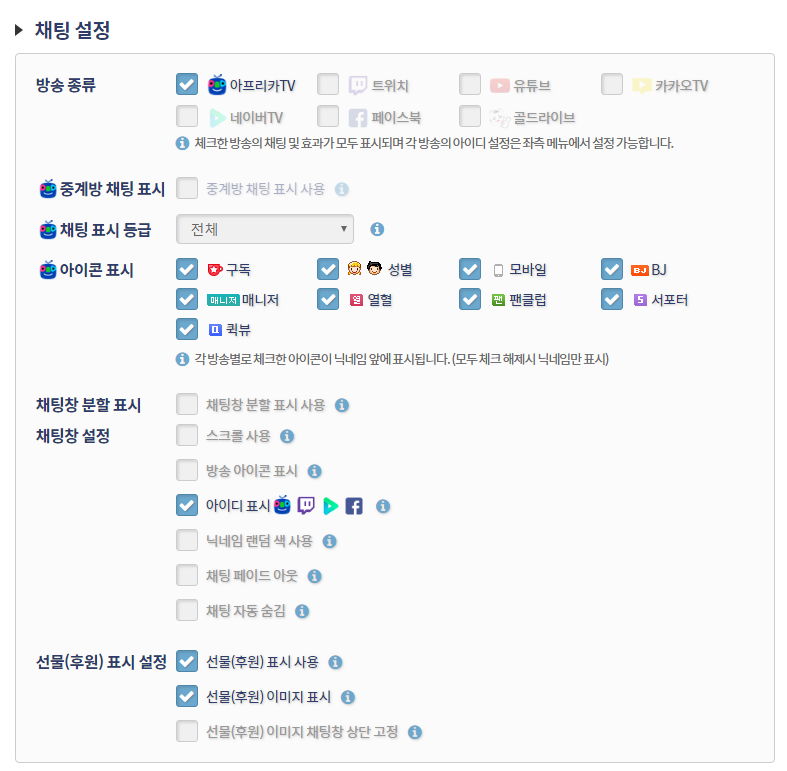 채팅 설정
방송 종류 아프리카TV 트위치 유튜브 카카오TV
네이버TV 페이스북 골드라이브
체크한 방송의 채팅 및 효과가 모두 표시되며 각 방송의 아이디 설정은 좌측 메뉴에서 설정 가능합니다.
중계방 채팅 표시 중계방 채팅 표시 사용
채팅 표시 등급 전체
아이콘 표시 구독 성별 모바일 BJ BJ
매니저 매니저 열 열혈 팬 팬클럽 S 서포터
Q 퀵뷰
각 방송별로 체크한 아이콘이 닉네임 앞에 표시됩니다. (모두 체크 해제시 닉네임만 표시)
채팅창 분할 표시 채팅창 분할 표시 사용
채팅창 설정 스크롤 사용
방송 아이콘 표시
아이디 표시
닉네임 랜덤 색 사용
채팅 페이드 아웃
채팅 자동 숨김
선물(후원) 표시 설정 선물(후원) 표시 사용
선물(후원) 이미지 표시
선물(후원) 이미지 채팅창 상단 고정